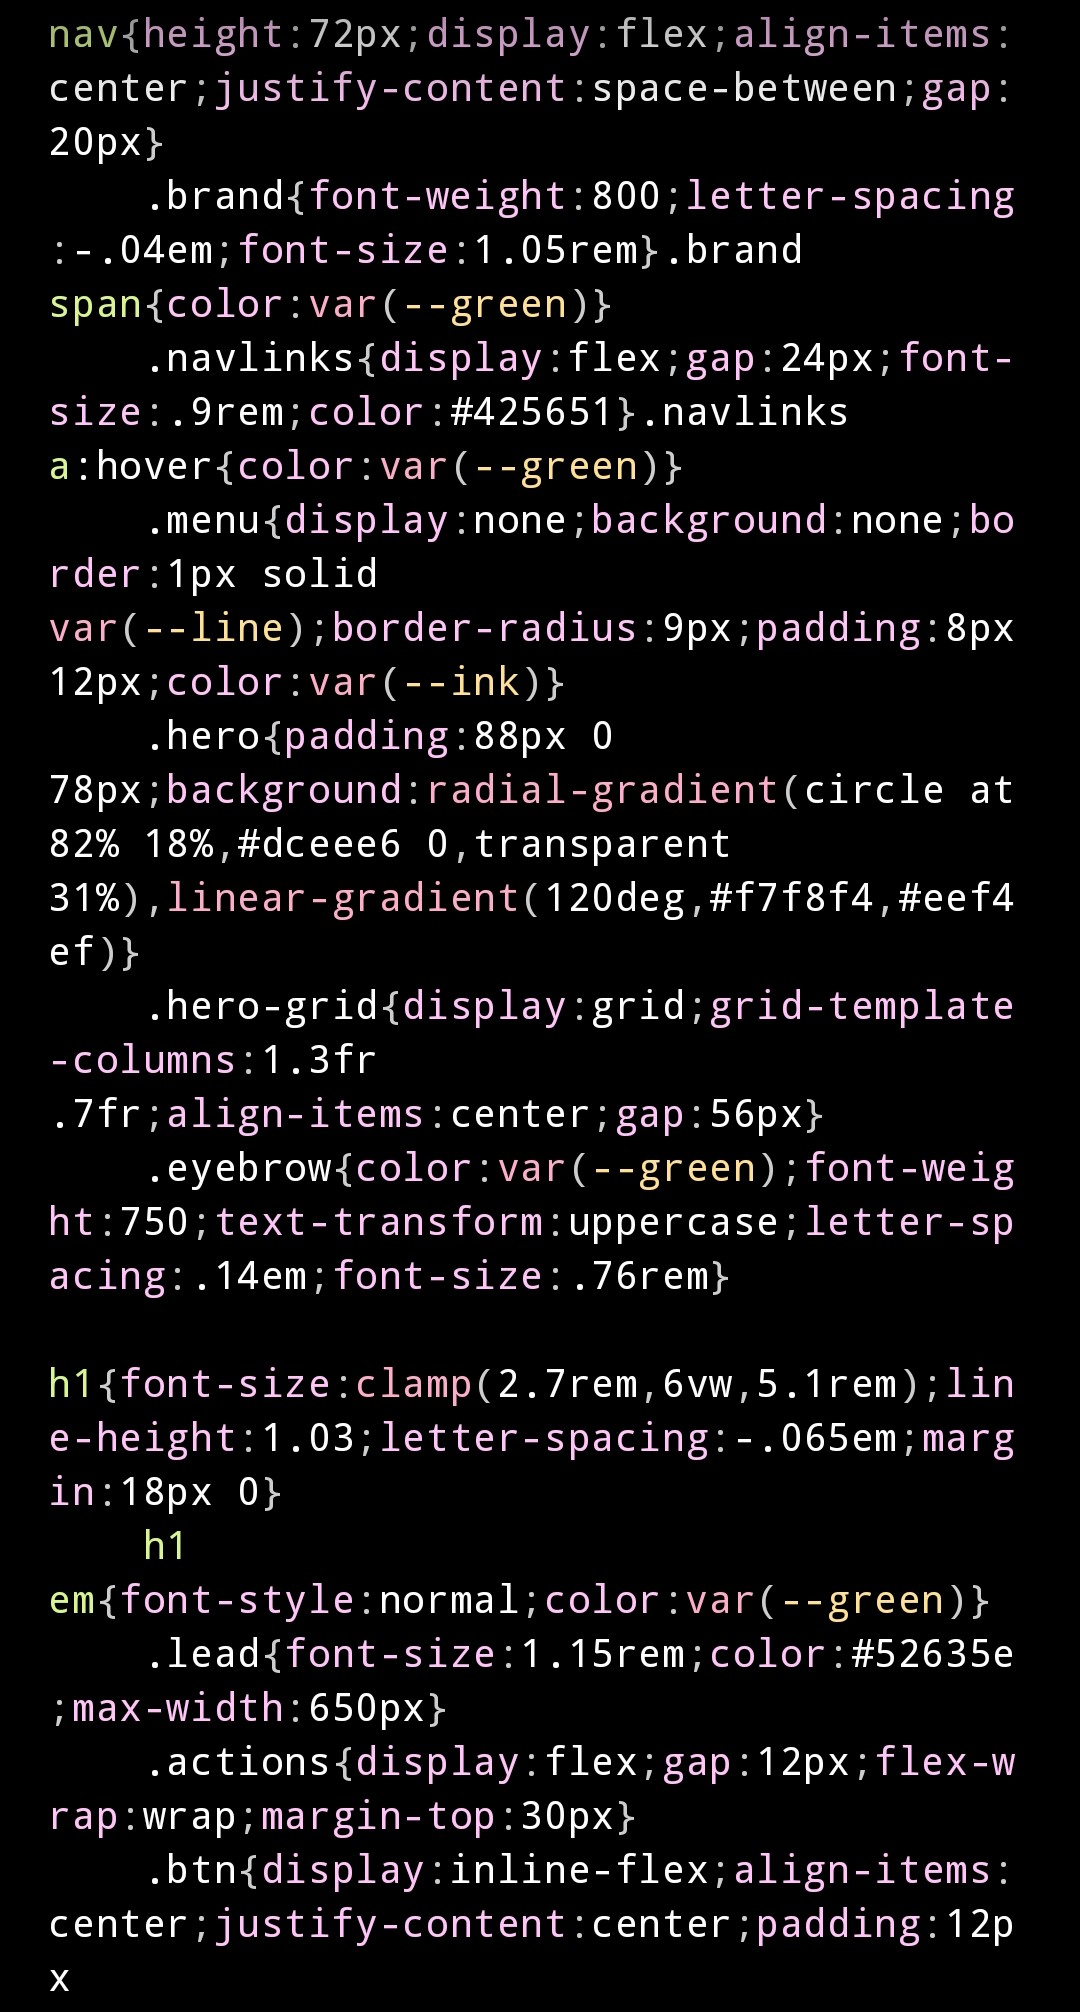 nav{height:72px;display:flex;align-items:
center;justify-content:space-between;gap:
20px}
    .brand{font-weight:800;letter-spacing
:-.04em;font-size:1.05rem}.brand
span{color:var(--green)}
    .navlinks{display:flex;gap:24px;font-
size:.9rem;color:#425651}.navlinks
a:hover{color:var(--green)}
    .menu{display:none;background:none;bo
rder:1px solid
var(--line);border-radius:9px;padding:8px
12px;color:var(--ink)}
    .hero{padding:88px 0
78px;background:radial-gradient(circle at
82% 18%,#dceee6 0,transparent
31%),linear-gradient(120deg,#f7f8f4,#eef4
ef)}
    .hero-grid{display:grid;grid-template
-columns:1.3fr
.7fr;align-items:center;gap:56px}
    .eyebrow{color:var(--green);font-weig
ht:750;text-transform:uppercase;letter-sp
acing:.14em;font-size:.76rem}

h1{font-size:clamp(2.7rem,6vw,5.1rem);lin
e-height:1.03;letter-spacing:-.065em;marg
in:18px 0}
    h1
em{font-style:normal;color:var(--green)}
    .lead{font-size:1.15rem;color:#52635e
;max-width:650px}
    .actions{display:flex;gap:12px;flex-w
rap:wrap;margin-top:30px}
    .btn{display:inline-flex;align-items:
center;justify-content:center;padding:12p
x